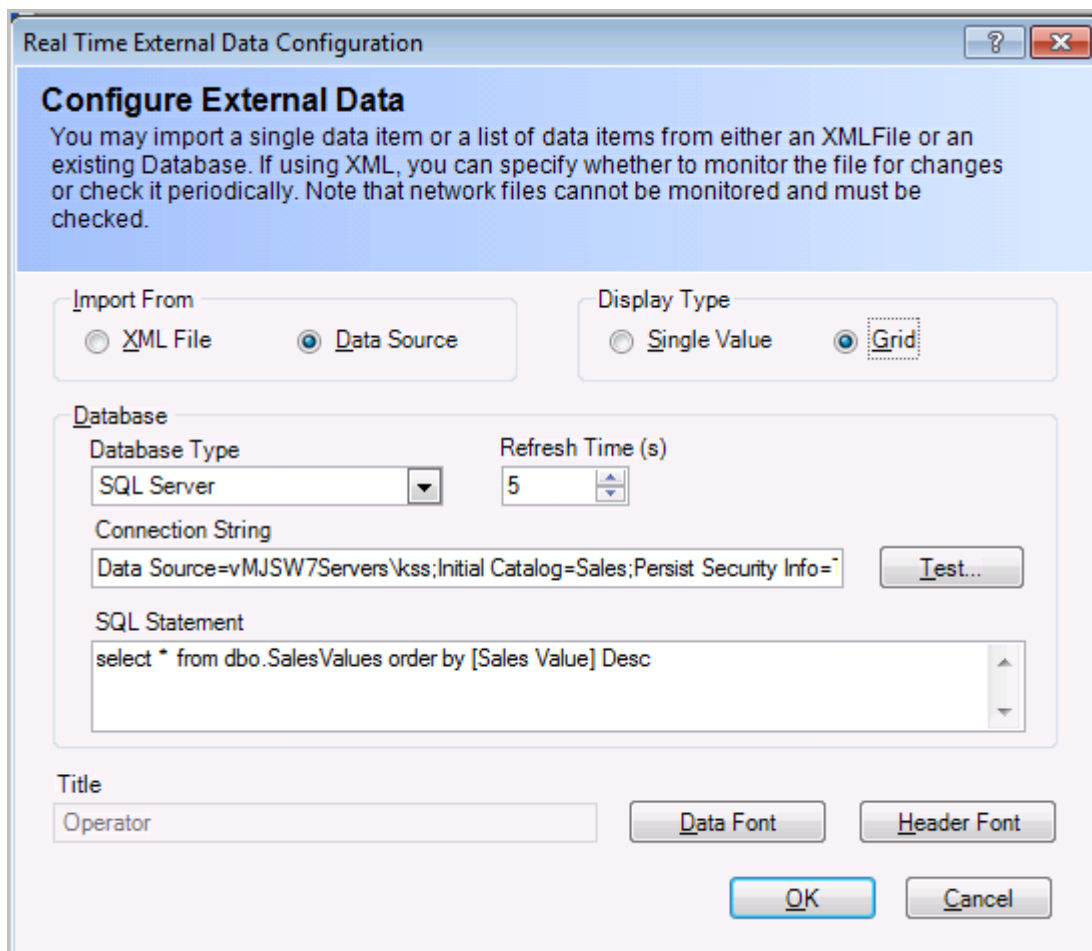 Real Time External Data Configuration
Configure External Data
You may import a single data item or a list of data items from either an XMLFile or an
existing Database. If using XML, you can specify whether to monitor the file for changes
or check it periodically. Note that network files cannot be monitored and must be
checked.
Import From
XML File
Data Source
Display Type
Single Value
Grid
Database
Database Type
Refresh Time (s)
SQL Server
5
Connection String
Data Source=vMJSW7Servers\kss;Initial Catalog=Sales;Persist Security Info=
Test...
SQL Statement
select * from dbo.SalesValues order by [Sales Value] Desc
Title
Operator
Data Font
Header Font
OK
Cancel